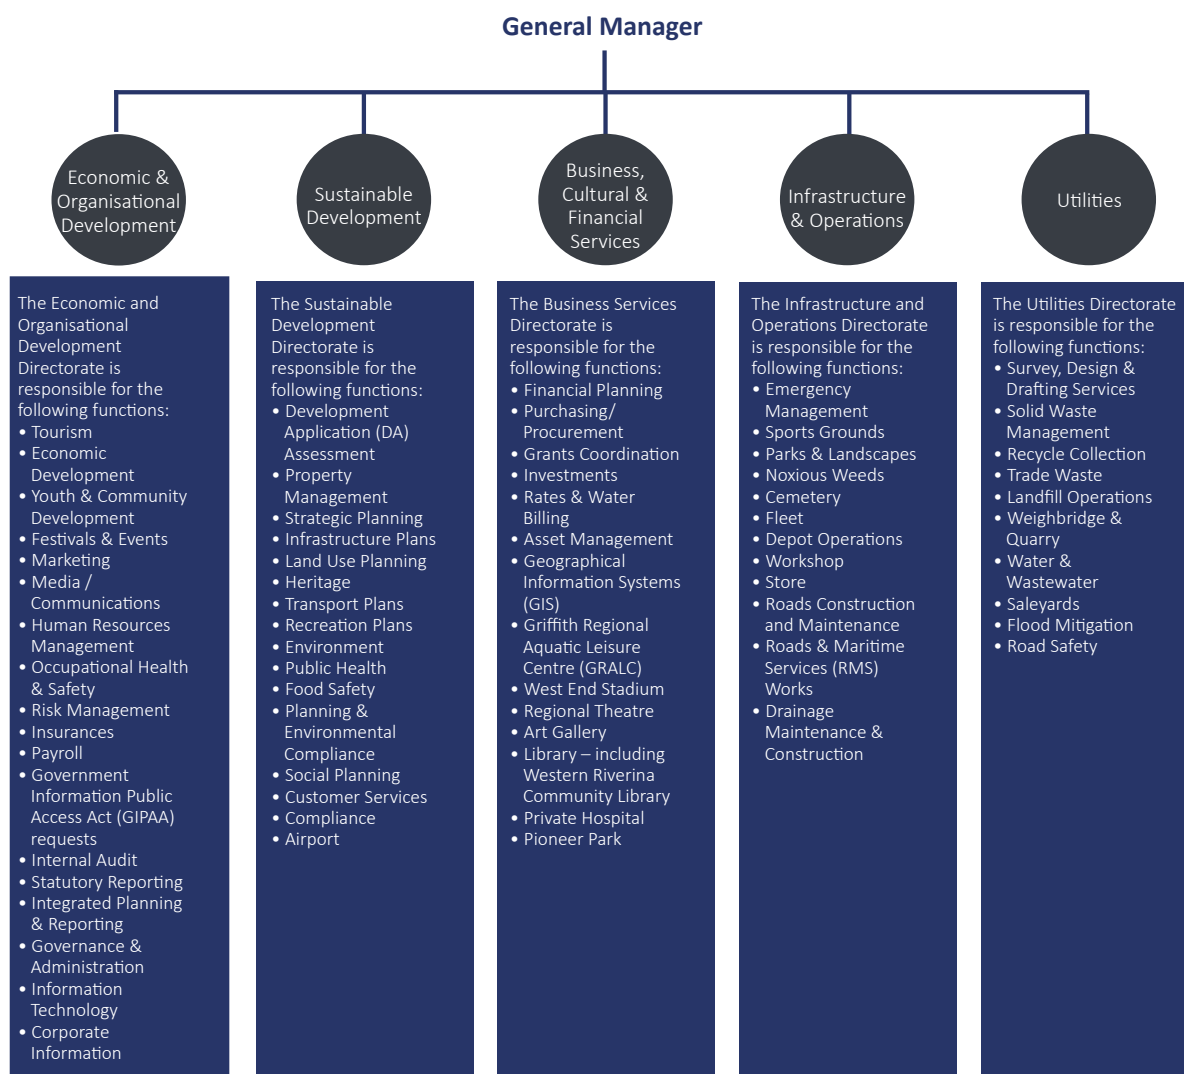 General Manager
Economic &
Organisational
Development
Sustainable
Development
Business,
Cultural &
Financial
Services
Infrastructure
& Operations
Utilities
The Economic and
Organisational
Development
Directorate is
responsible for the
following functions:
• Tourism
• Economic
Development
• Youth & Community
Development
• Festivals & Events
• Marketing
• Media /
Communications
• Human Resources
Management
• Occupational Health
& Safety
• Risk Management
• Insurances
• Payroll
• Government
Information Public
Access Act (GIPAA)
requests
• Internal Audit
• Statutory Reporting
• Integrated Planning
& Reporting
• Governance &
Administration
• Information
Technology
• Corporate
Information
The Sustainable
Development
Directorate is
responsible for the
following functions:
• Development
Application (DA)
Assessment
• Property
Management
• Strategic Planning
• Infrastructure Plans
• Land Use Planning
• Heritage
• Transport Plans
• Recreation Plans
• Environment
• Public Health
• Food Safety
• Planning &
Environmental
Compliance
• Social Planning
• Customer Services
• Compliance
• Airport
The Business Services
Directorate is
responsible for the
following functions:
• Financial Planning
• Purchasing/
Procurement
• Grants Coordination
• Investments
• Rates & Water
Billing
• Asset Management
• Geographical
Information Systems
(GIS)
• Griffith Regional
Aquatic Leisure
Centre (GRALC)
• West End Stadium
• Regional Theatre
• Art Gallery
• Library – including
Western Riverina
Community Library
• Private Hospital
• Pioneer Park
The Infrastructure and
Operations Directorate
is responsible for the
following functions:
• Emergency
Management
• Sports Grounds
• Parks & Landscapes
• Noxious Weeds
• Cemetery
• Fleet
• Depot Operations
• Workshop
• Store
• Roads Construction
and Maintenance
• Roads & Maritime
Services (RMS)
Works
• Drainage
Maintenance &
Construction
The Utilities Directorate
is responsible for the
following functions:
• Survey, Design &
Drafting Services
• Solid Waste
Management
• Recycle Collection
• Trade Waste
• Landfill Operations
• Weighbridge &
Quarry
• Water &
Wastewater
• Saleyards
• Flood Mitigation
• Road Safety